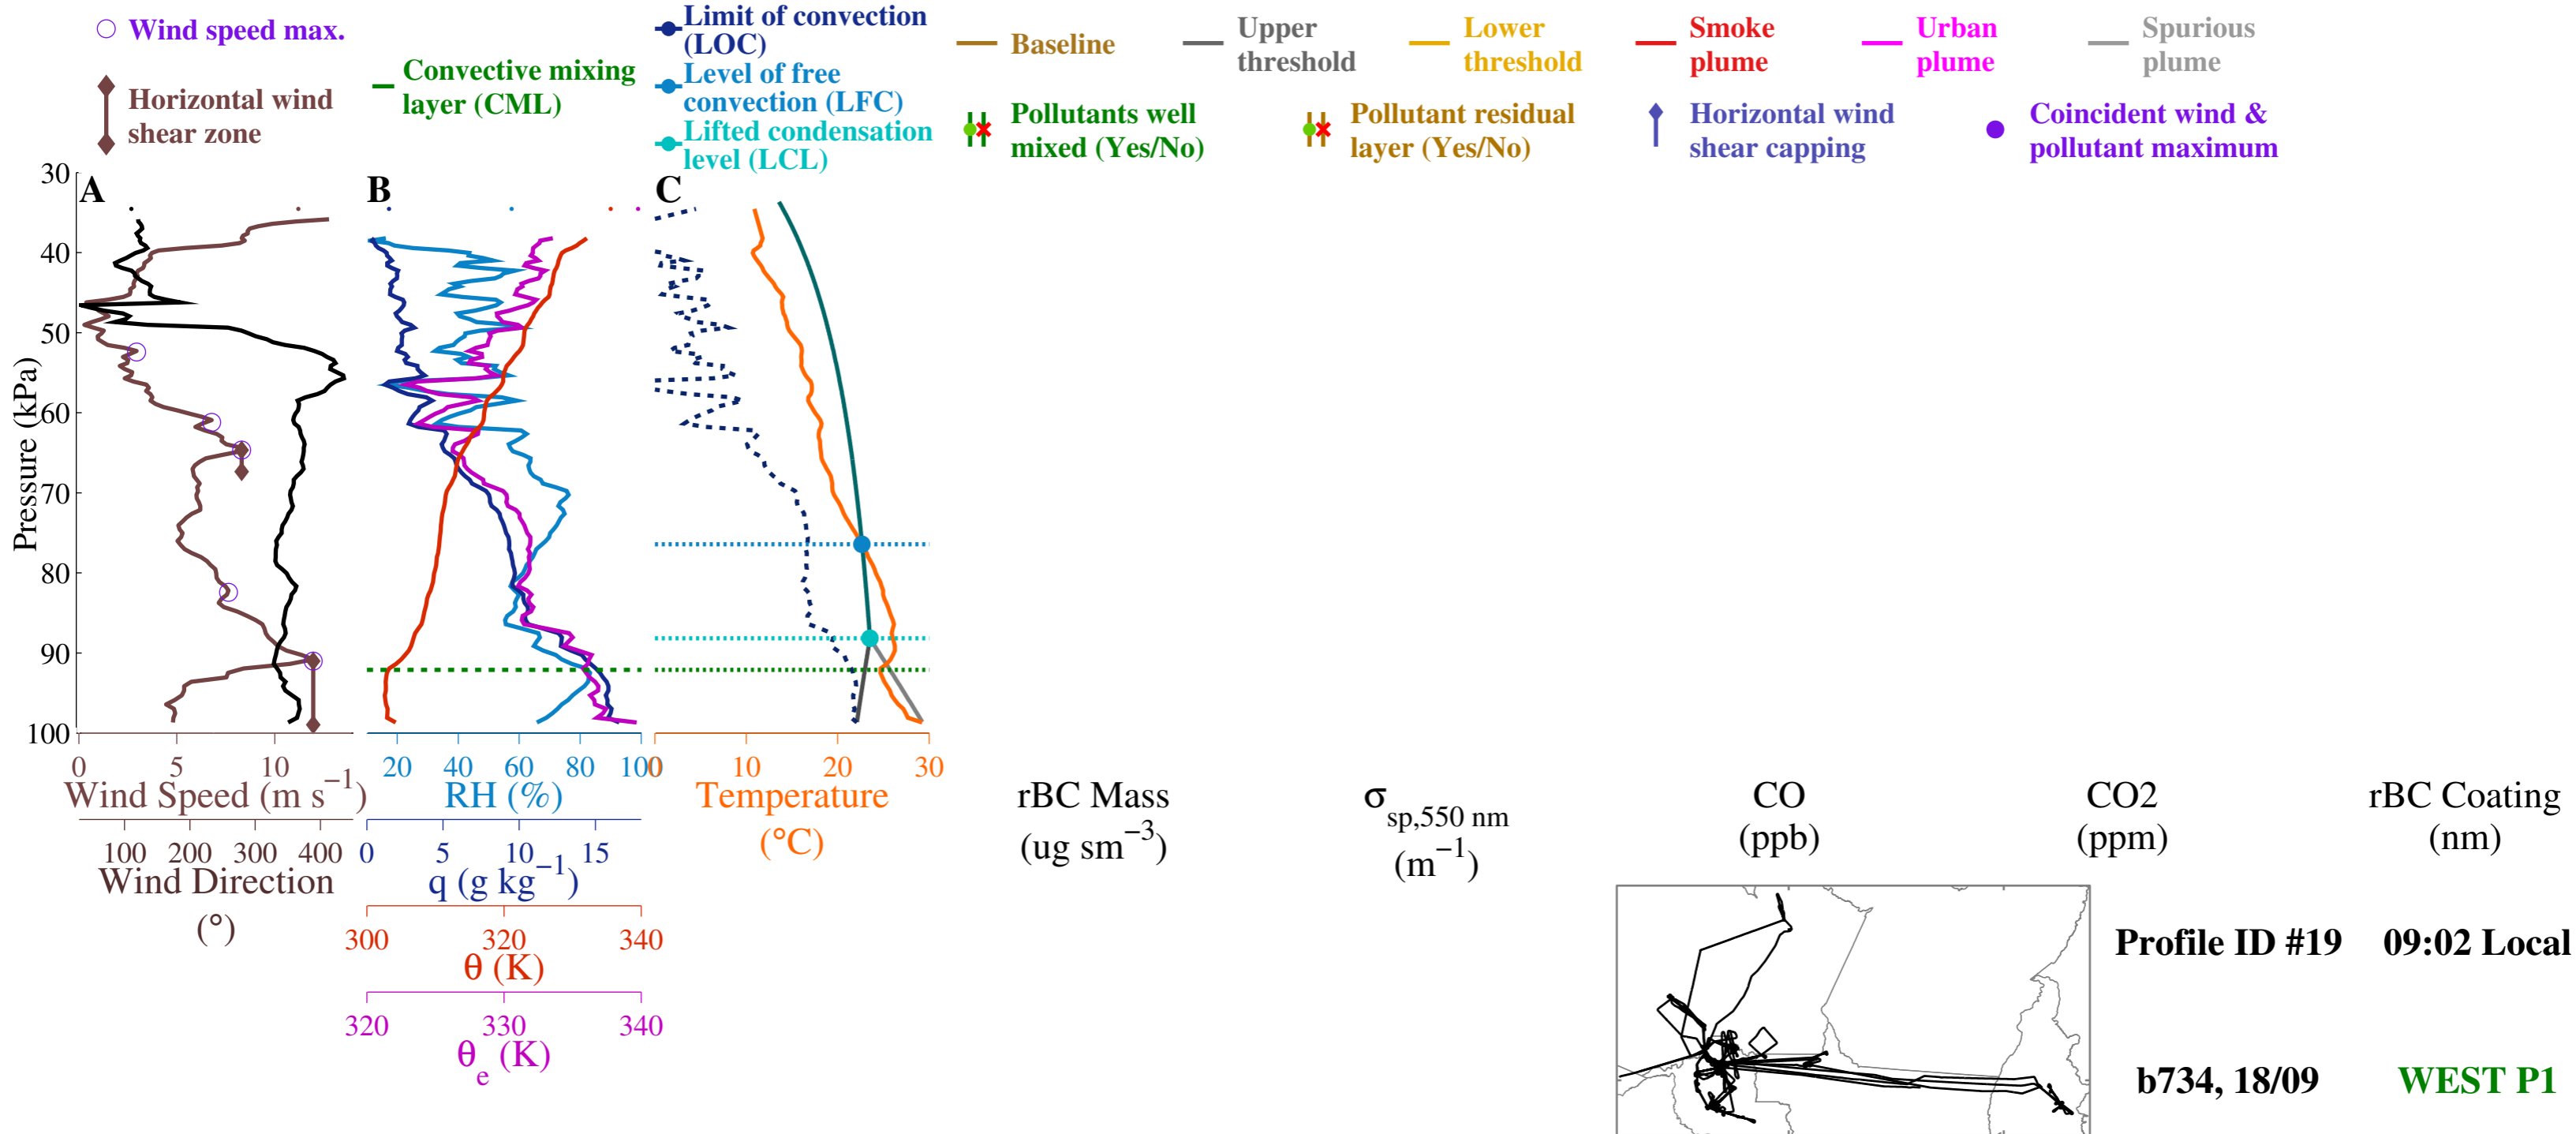 Wind speed max.
Horizontal wind
shear zone
Convective mixing
layer (CML)
Limit of convection
(LOC)
Level of free
convection (LFC)
Lifted condensation
level (LCL)
Baseline
Upper
threshold
Lower
threshold
Smoke
plume
Urban
plume
Spurious
plume
Pollutants well
mixed (Yes/No)
Pollutant residual
layer (Yes/No)
Horizontal wind
shear capping
Coincident wind &
pollutant maximum
A
B
C
Pressure (kPa)
30
40
50
60
70
80
90
100
0 5 10
Wind Speed (m s⁻¹)
100 200 300 400
Wind Direction
(°)
20 40 60 80 100
RH (%)
0 5 10 15
q (g kg⁻¹)
300 320 340
θ (K)
320 330 340
θe (K)
0 10 20 30
Temperature
(°C)
rBC Mass
(ug sm⁻³)
σsp,550 nm
(m⁻¹)
CO
(ppb)
CO2
(ppm)
rBC Coating
(nm)
Profile ID #19 09:02 Local
b734, 18/09 WEST P1